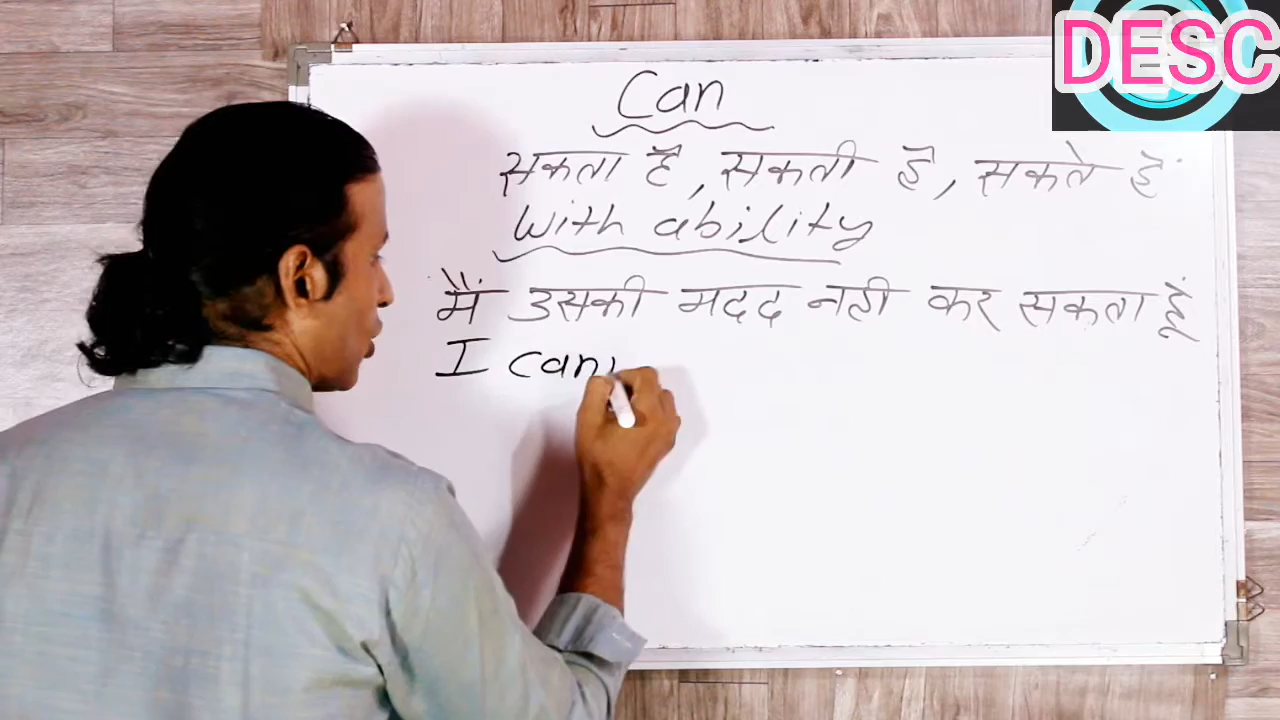 DESC
Can
सकता है, सकती है, सकते हैं
With ability
मैं उसकी मदद नही कर सकता हूं
I can